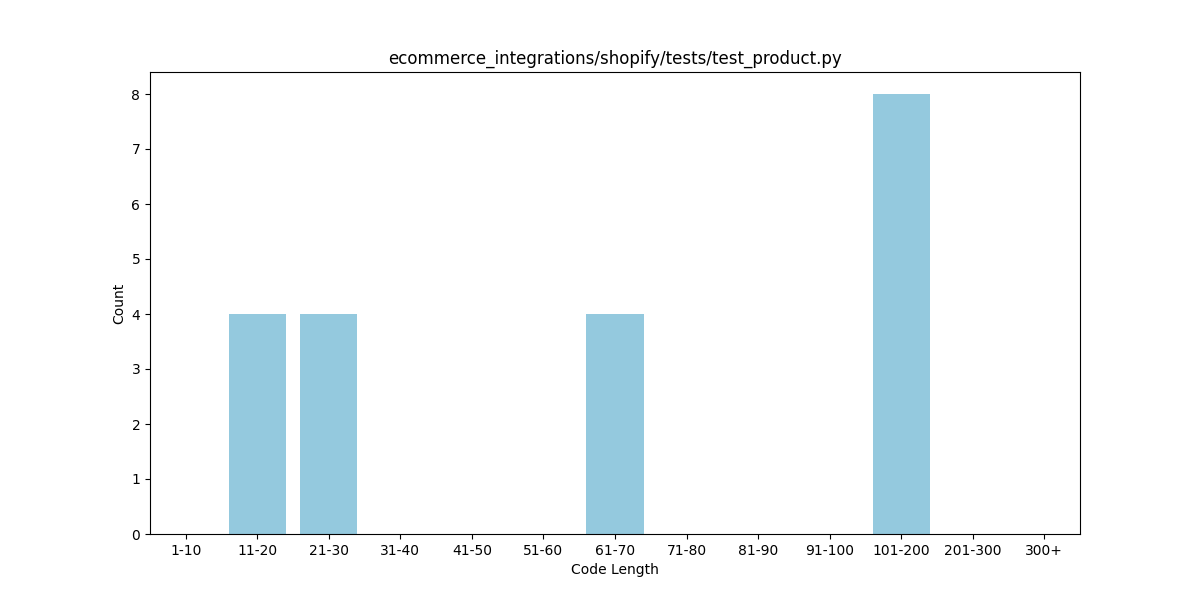 ecommerce_integrations/shopify/tests/test_product.py
8
7
6
5
4
3
2
1
0
Count
1-10 11-20 21-30 31-40 41-50 51-60 61-70 71-80 81-90 91-100 101-200 201-300 300+
Code Length